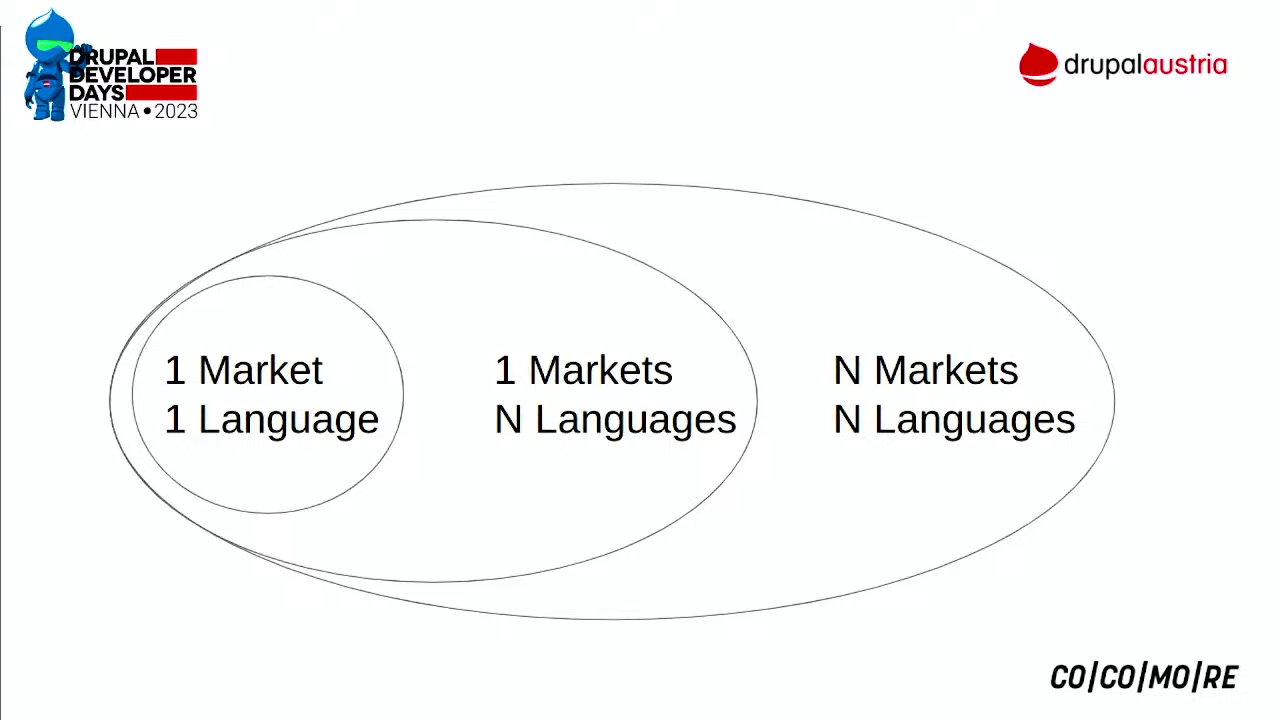 DRUPAL
DEVELOPER
DAYS
VIENNA • 2023
drupalaustria
1 Market
1 Language
1 Markets
N Languages
N Markets
N Languages
CO|CO|MO|RE